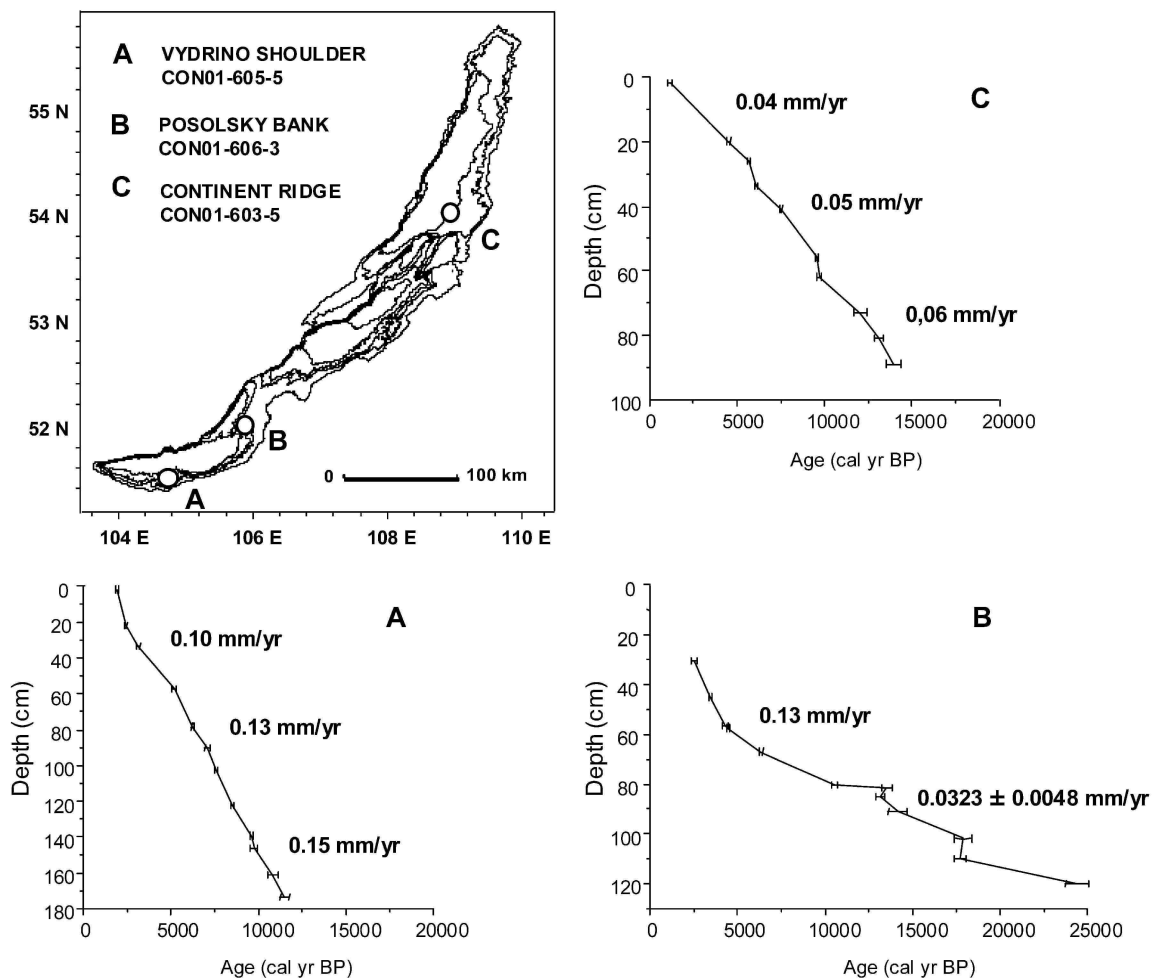 A
VYDRINO SHOULDER
CON01-605-5
B
POSOLSKY BANK
CON01-606-3
C
CONTINENT RIDGE
CON01-603-5
55 N
54 N
53 N
52 N
C
B
A
0 100 km
104 E 106 E 108 E 110 E
C
0.04 mm/yr
0.05 mm/yr
0,06 mm/yr
Depth (cm)
0
20
40
60
80
100
0 5000 10000 15000 20000
Age (cal yr BP)
A
0.10 mm/yr
0.13 mm/yr
0.15 mm/yr
Depth (cm)
0
20
40
60
80
100
120
140
160
180
0 5000 10000 15000 20000
Age (cal yr BP)
B
0.13 mm/yr
0.0323 ± 0.0048 mm/yr
Depth (cm)
0
20
40
60
80
100
120
0 5000 10000 15000 20000 25000
Age (cal yr BP)